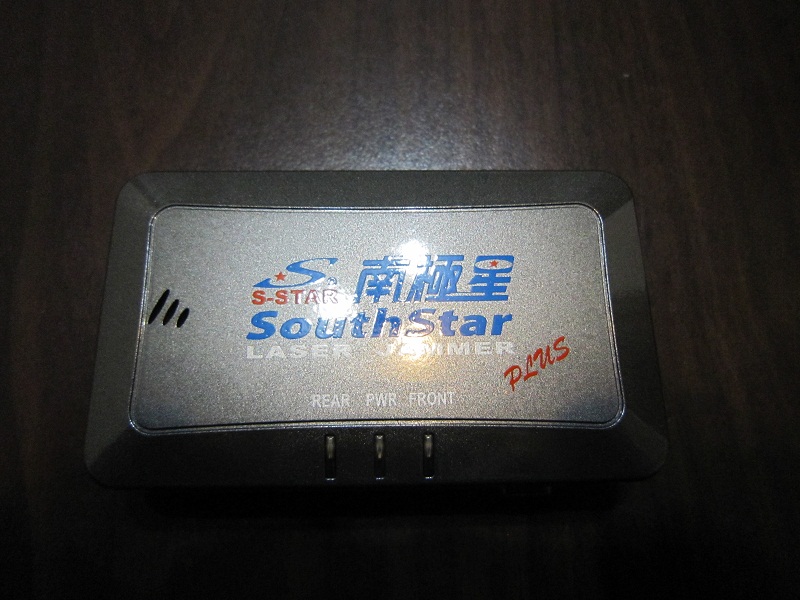 S
S-STAR
南極星
SouthStar
LASER JAMMER
PLUS
REAR PWR FRONT